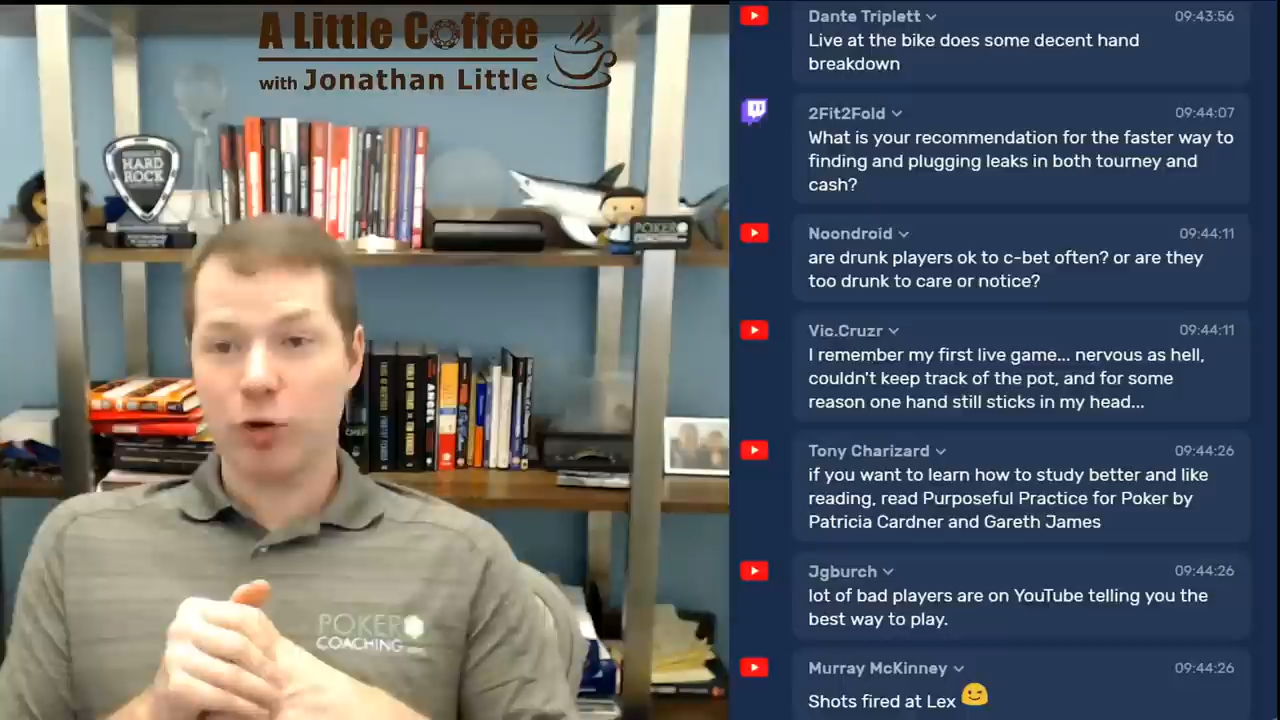 A Little Coffee
with Jonathan Little
HARD
ROCK
POKER
COACHING
POKER
COACHING
Dante Triplett
09:43:56
Live at the bike does some decent hand
breakdown
2Fit2Fold
09:44:07
What is your recommendation for the faster way to
finding and plugging leaks in both tourney and
cash?
Noondroid
09:44:11
are drunk players ok to c-bet often? or are they
too drunk to care or notice?
Vic.Cruzr
09:44:11
I remember my first live game... nervous as hell,
couldn't keep track of the pot, and for some
reason one hand still sticks in my head...
Tony Charizard
09:44:26
if you want to learn how to study better and like
reading, read Purposeful Practice for Poker by
Patricia Cardner and Gareth James
Jgburch
09:44:26
lot of bad players are on YouTube telling you the
best way to play.
Murray McKinney
09:44:26
Shots fired at Lex 😉